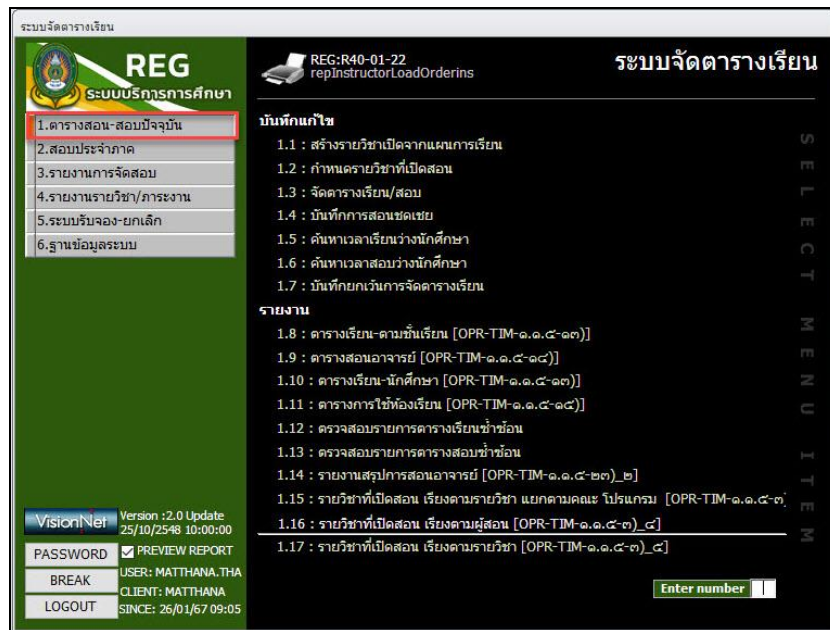 ระบบจัดตารางเรียน
REG
ระบบบริการการศึกษา
REG:R40-01-22
repInstructorLoadOrderins
ระบบจัดตารางเรียน
1.ตารางสอน-สอบปัจจุบัน
2.สอบประจำภาค
3.รายงานการจัดสอบ
4.รายงานรายวิชา/ภาระงาน
5.ระบบรับจอง-ยกเลิก
6.ฐานข้อมูลระบบ
บันทึกแก้ไข
1.1 : สร้างรายวิชาเปิดจากแผนการเรียน
1.2 : กำหนดรายวิชาที่เปิดสอน
1.3 : จัดตารางเรียน/สอบ
1.4 : บันทึกการสอนชดเชย
1.5 : ค้นหาเวลาเรียนว่างนักศึกษา
1.6 : ค้นหาเวลาสอบว่างนักศึกษา
1.7 : บันทึกยกเว้นการจัดตารางเรียน
รายงาน
1.8 : ตารางเรียน-ตามชั้นเรียน [OPR-TIM-๑.๑.๕-๑๓)]
1.9 : ตารางสอนอาจารย์ [OPR-TIM-๑.๑.๕-๑๔)]
1.10 : ตารางเรียน-นักศึกษา [OPR-TIM-๑.๑.๕-๑๓)]
1.11 : ตารางการใช้ห้องเรียน [OPR-TIM-๑.๑.๕-๑๕)]
1.12 : ตรวจสอบรายการตารางเรียนซ้ำซ้อน
1.13 : ตรวจสอบรายการตารางสอบซ้ำซ้อน
1.14 : รายงานสรุปการสอนอาจารย์ [OPR-TIM-๑.๑.๕-๒๓)_๒]
1.15 : รายวิชาที่เปิดสอน เรียงตามรายวิชา แยกตามคณะ โปรแกรม [OPR-TIM-๑.๑.๕-๓]
1.16 : รายวิชาที่เปิดสอน เรียงตามผู้สอน [OPR-TIM-๑.๑.๕-๓)_๔]
1.17 : รายวิชาที่เปิดสอน เรียงตามรายวิชา [OPR-TIM-๑.๑.๕-๓)_๕]
SELECT MENU ITEM
VisionNet
Version :2.0 Update
25/10/2548 10:00:00
PASSWORD
PREVIEW REPORT
BREAK
USER: MATTHANA.THA
CLIENT: MATTHANA
LOGOUT
SINCE: 26/01/67 09:05
Enter number